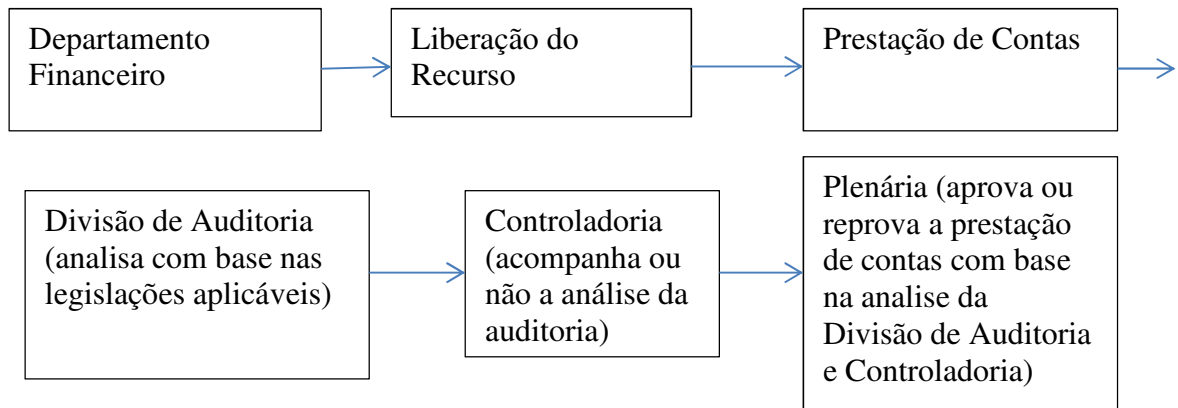 Departamento
Financeiro
Liberação do
Recurso
Prestação de Contas
Divisão de Auditoria
(analisa com base nas
legislações aplicáveis)
Controladoria
(acompanha ou
não a análise da
auditoria)
Plenária (aprova ou
reprova a prestação
de contas com base
na analise da
Divisão de Auditoria
e Controladoria)